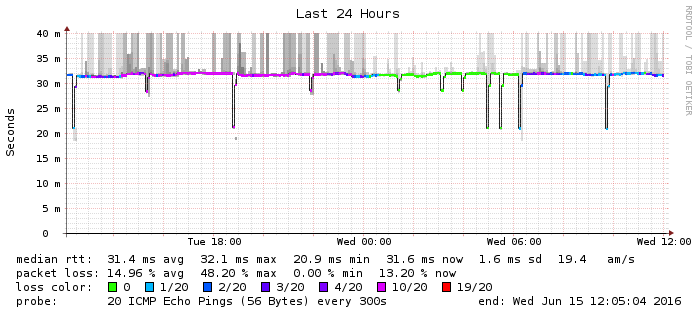 Last 24 Hours
RRDTOOL / TOBI OETIKER
Seconds
40 m
35 m
30 m
25 m
20 m
15 m
10 m
5 m
0
Tue 18:00 Wed 00:00 Wed 06:00 Wed 12:00
median rtt: 31.4 ms avg 32.1 ms max 20.9 ms min 31.6 ms now 1.6 ms sd 19.4 am/s
packet loss: 14.96 % avg 48.20 % max 0.00 % min 13.20 % now
loss color: 0 1/20 2/20 3/20 4/20 10/20 19/20
probe: 20 ICMP Echo Pings (56 Bytes) every 300s end: Wed Jun 15 12:05:04 2016